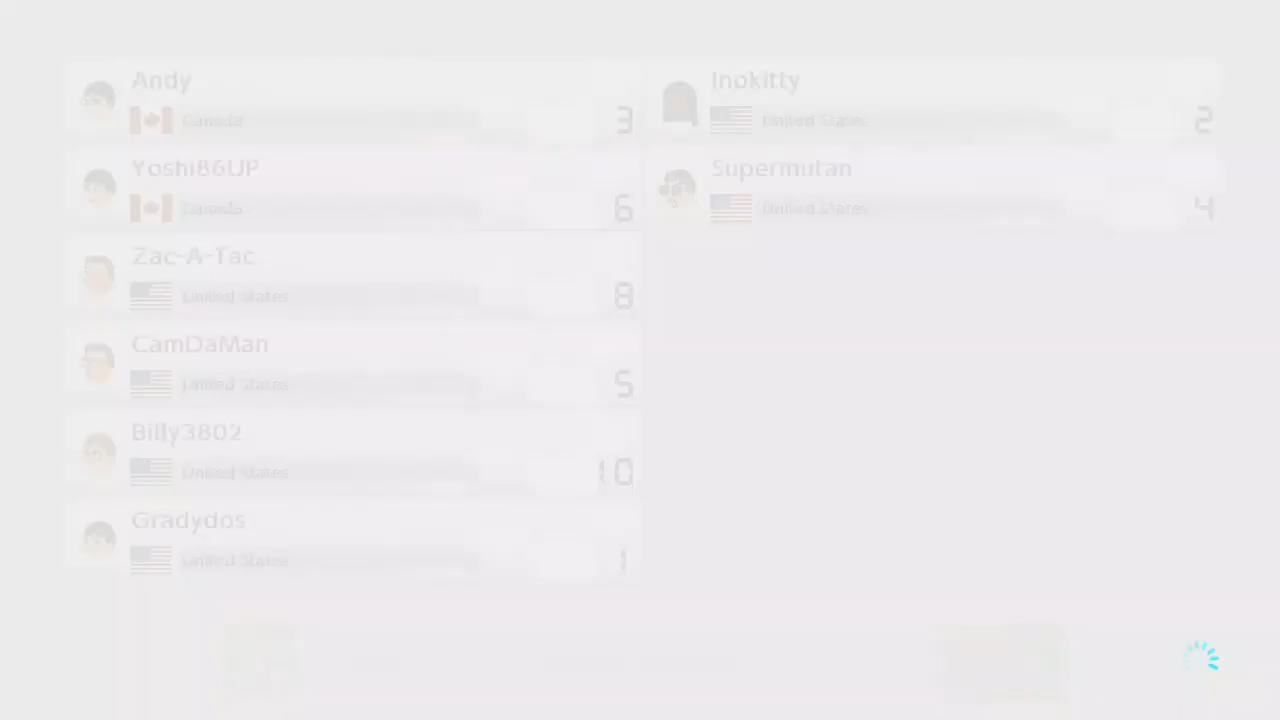 Andy
Canada
3
Yoshi86UP
Canada
6
Zac-A-Tac
United States
8
CamDaMan
United States
5
Billy3802
United States
10
Gradydos
United States
1
Inokitty
United States
2
Supermutan
United States
4